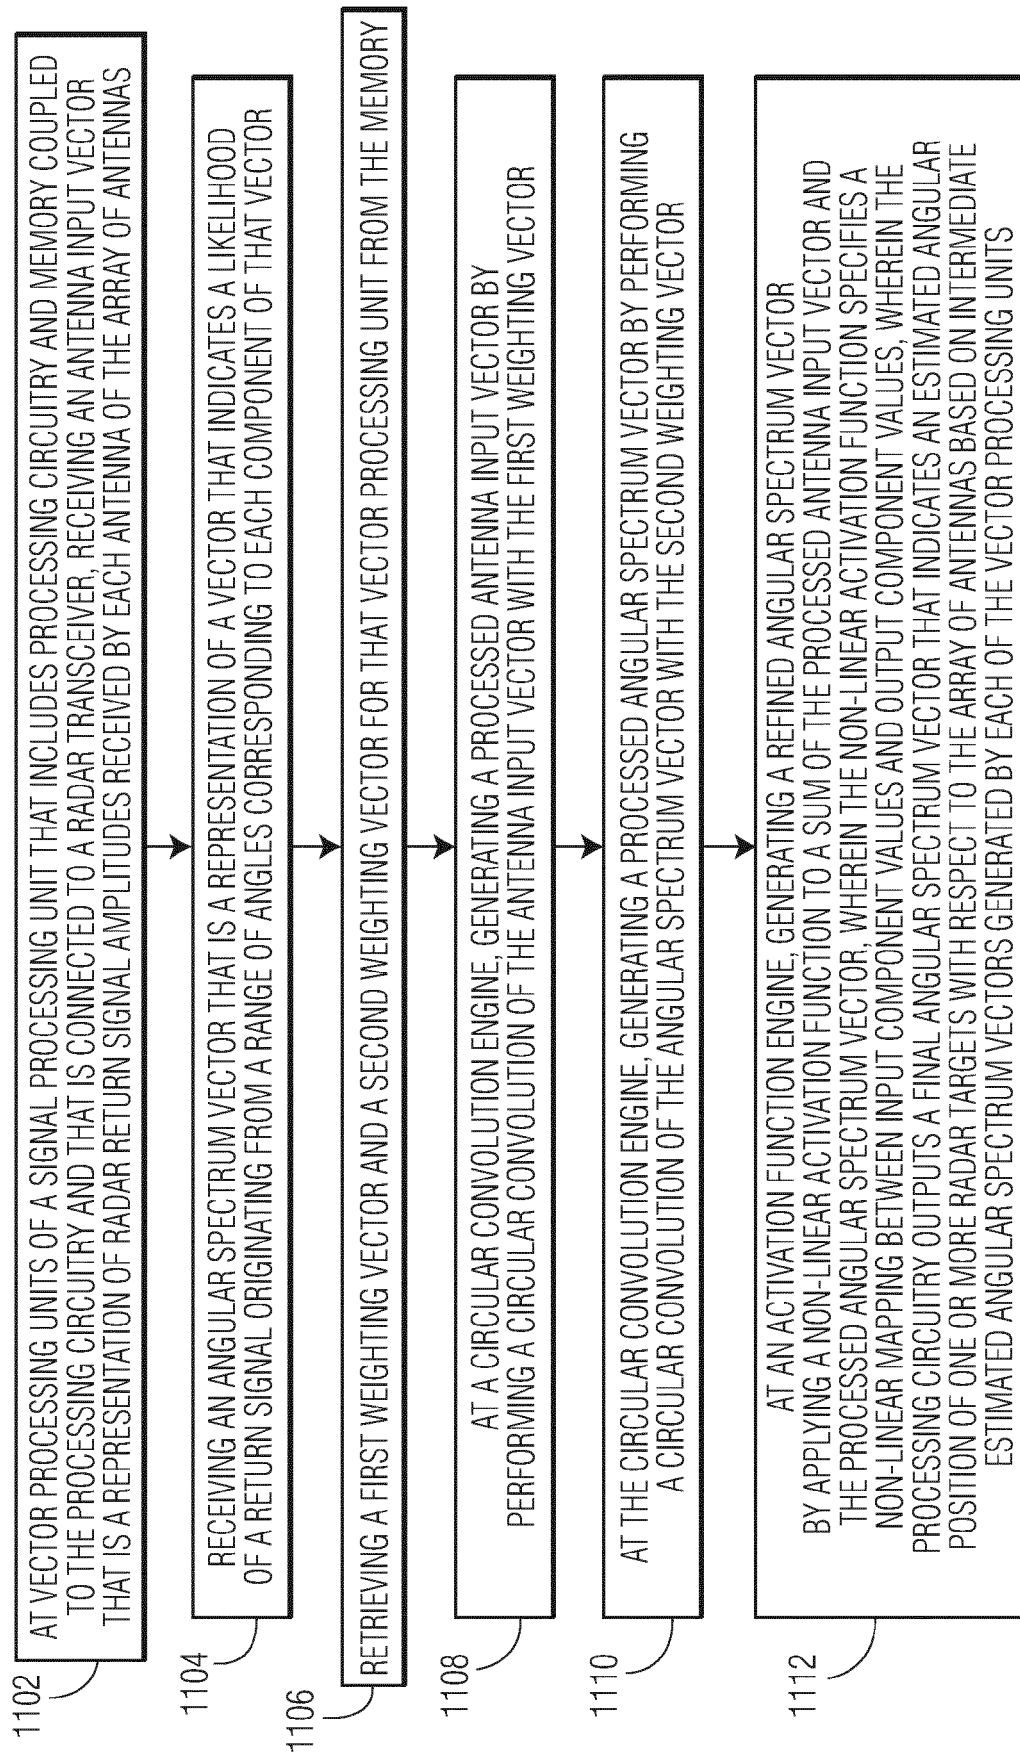 1102
AT VECTOR PROCESSING UNITS OF A SIGNAL PROCESSING UNIT THAT INCLUDES PROCESSING CIRCUITRY AND MEMORY COUPLED
TO THE PROCESSING CIRCUITRY AND THAT IS CONNECTED TO A RADAR TRANSCEIVER, RECEIVING AN ANTENNA INPUT VECTOR
THAT IS A REPRESENTATION OF RADAR RETURN SIGNAL AMPLITUDES RECEIVED BY EACH ANTENNA OF THE ARRAY OF ANTENNAS
1104
RECEIVING AN ANGULAR SPECTRUM VECTOR THAT IS A REPRESENTATION OF A VECTOR THAT INDICATES A LIKELIHOOD
OF A RETURN SIGNAL ORIGINATING FROM A RANGE OF ANGLES CORRESPONDING TO EACH COMPONENT OF THAT VECTOR
1106
RETRIEVING A FIRST WEIGHTING VECTOR AND A SECOND WEIGHTING VECTOR FOR THAT VECTOR PROCESSING UNIT FROM THE MEMORY
1108
AT A CIRCULAR CONVOLUTION ENGINE, GENERATING A PROCESSED ANTENNA INPUT VECTOR BY
PERFORMING A CIRCULAR CONVOLUTION OF THE ANTENNA INPUT VECTOR WITH THE FIRST WEIGHTING VECTOR
1110
AT THE CIRCULAR CONVOLUTION ENGINE, GENERATING A PROCESSED ANGULAR SPECTRUM VECTOR BY PERFORMING
A CIRCULAR CONVOLUTION OF THE ANGULAR SPECTRUM VECTOR WITH THE SECOND WEIGHTING VECTOR
1112
AT AN ACTIVATION FUNCTION ENGINE, GENERATING A REFINED ANGULAR SPECTRUM VECTOR
BY APPLYING A NON-LINEAR ACTIVATION FUNCTION TO A SUM OF THE PROCESSED ANTENNA INPUT VECTOR AND
THE PROCESSED ANGULAR SPECTRUM VECTOR, WHEREIN THE NON-LINEAR ACTIVATION FUNCTION SPECIFIES A
NON-LINEAR MAPPING BETWEEN INPUT COMPONENT VALUES AND OUTPUT COMPONENT VALUES, WHEREIN THE
PROCESSING CIRCUITRY OUTPUTS A FINAL ANGULAR SPECTRUM VECTOR THAT INDICATES AN ESTIMATED ANGULAR
POSITION OF ONE OR MORE RADAR TARGETS WITH RESPECT TO THE ARRAY OF ANTENNAS BASED ON INTERMEDIATE
ESTIMATED ANGULAR SPECTRUM VECTORS GENERATED BY EACH OF THE VECTOR PROCESSING UNITS